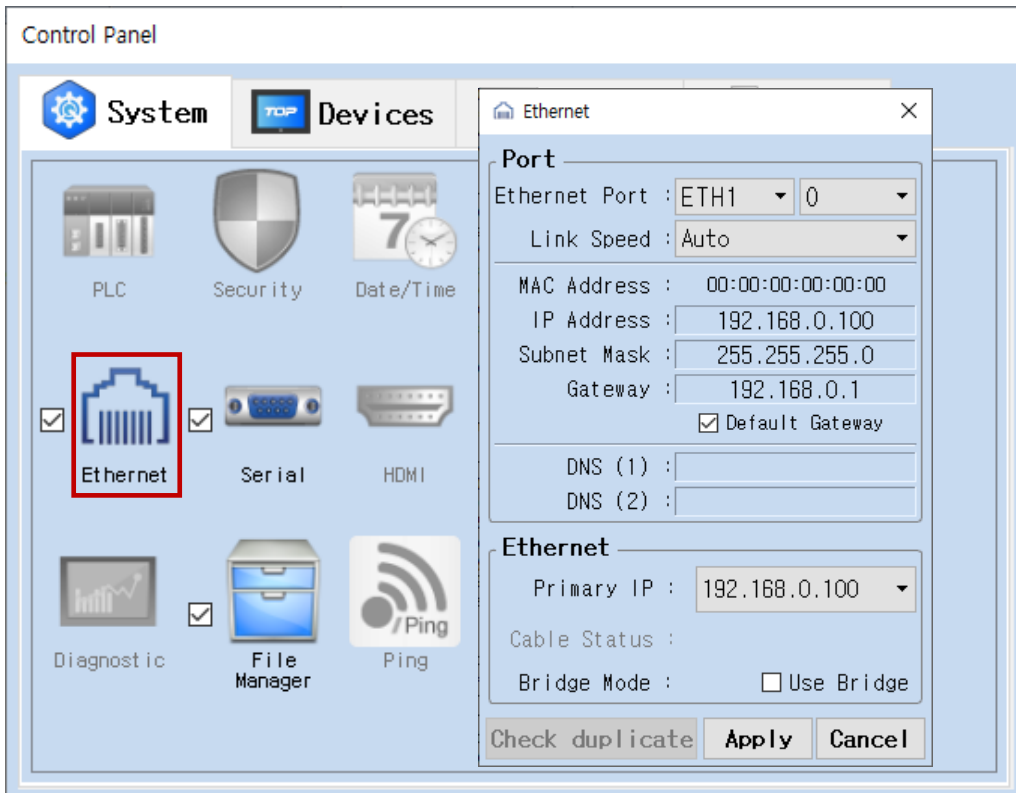 Control Panel
System
TOP
Devices
7
PLC
Security
Date/Time
Ethernet
Serial
HDMI
/Ping
Diagnostic
File
Manager
Ping
Ethernet
Port
Ethernet Port : ETH1 0
Link Speed : Auto
MAC Address : 00:00:00:00:00:00
IP Address : 192.168.0.100
Subnet Mask : 255.255.255.0
Gateway : 192.168.0.1
Default Gateway
DNS (1) :
DNS (2) :
Ethernet
Primary IP : 192.168.0.100
Cable Status :
Bridge Mode : Use Bridge
Check duplicate Apply Cancel